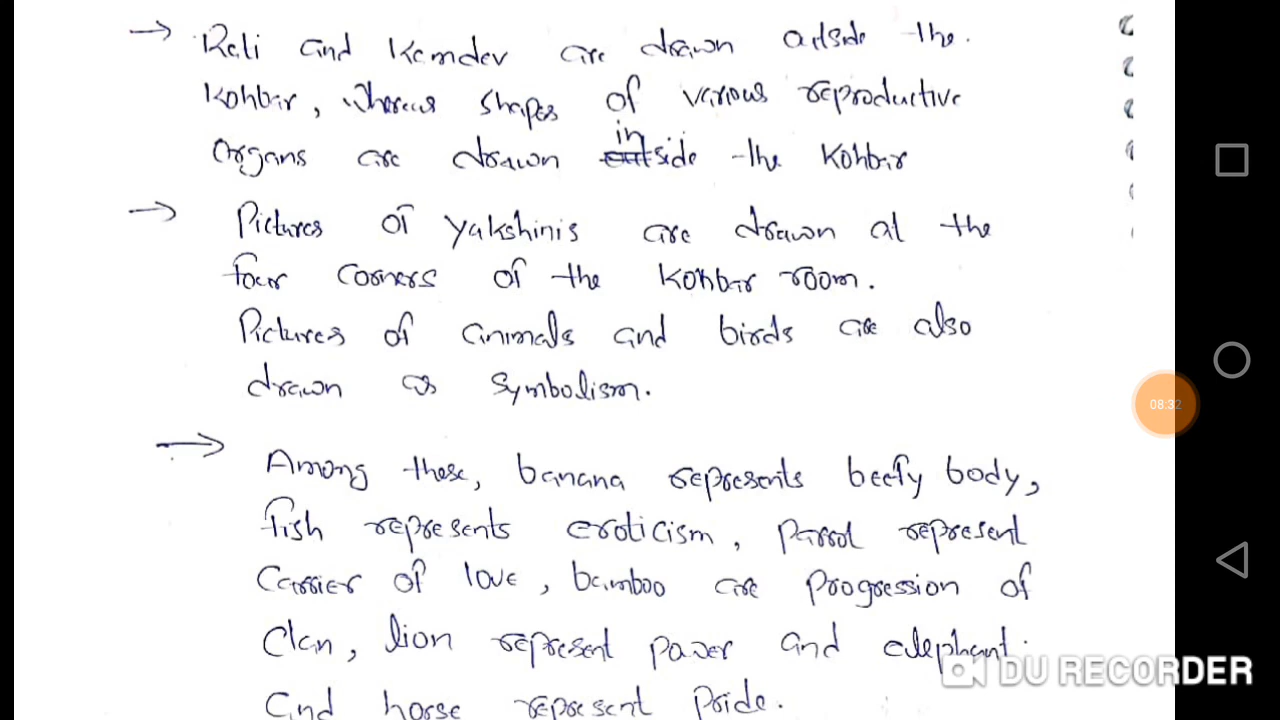 → Rati and Kamdev are drawn outside the.
Kohbar, whereas shapes of various reproductive
Organs are drawn inside the Kohbar
→ Pictures of Yakshinis are drawn at the
four corners of the Kohbar room.
Pictures of animals and birds are also
drawn as symbolism.
→ Among these, banana represents beefy body,
fish represents eroticism, Parrot represent
Carrier of love, bamboo are progression of
Clan, lion represent power and elephant.
and horse represent pride.
08:32
DU RECORDER